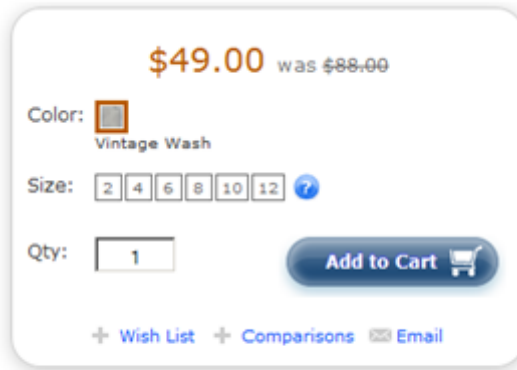 $49.00 was $88.00
Color:
Vintage Wash
Size: 2 4 6 8 10 12 ?
Qty: 1 Add to Cart
Wish List Comparisons Email